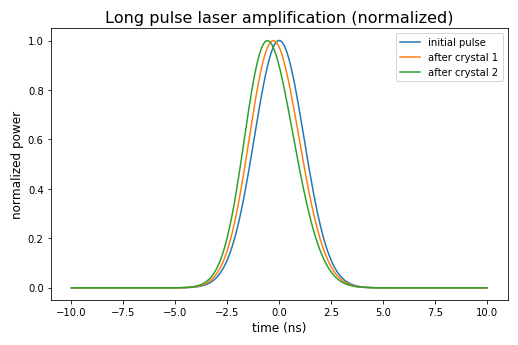 Long pulse laser amplification (normalized)
initial pulse
after crystal 1
after crystal 2
normalized power
1.0
0.8
0.6
0.4
0.2
0.0
−10.0 −7.5 −5.0 −2.5 0.0 2.5 5.0 7.5 10.0
time (ns)